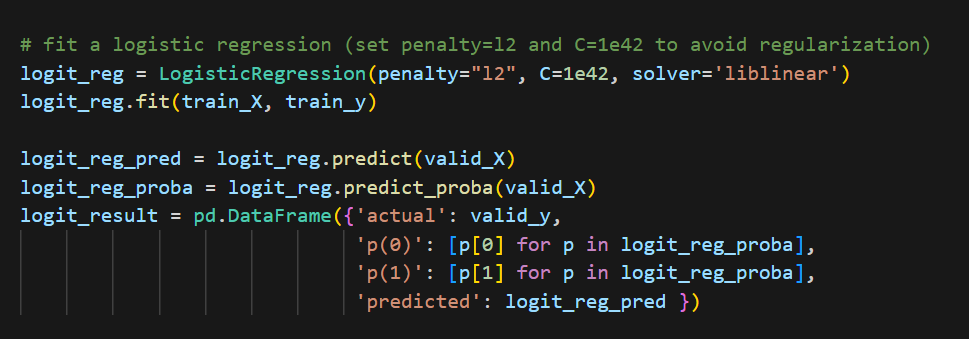 # fit a logistic regression (set penalty=l2 and C=1e42 to avoid regularization)
logit_reg = LogisticRegression(penalty="l2", C=1e42, solver='liblinear')
logit_reg.fit(train_X, train_y)
logit_reg_pred = logit_reg.predict(valid_X)
logit_reg_proba = logit_reg.predict_proba(valid_X)
logit_result = pd.DataFrame({'actual': valid_y,
'p(0)': [p[0] for p in logit_reg_proba],
'p(1)': [p[1] for p in logit_reg_proba],
'predicted': logit_reg_pred })